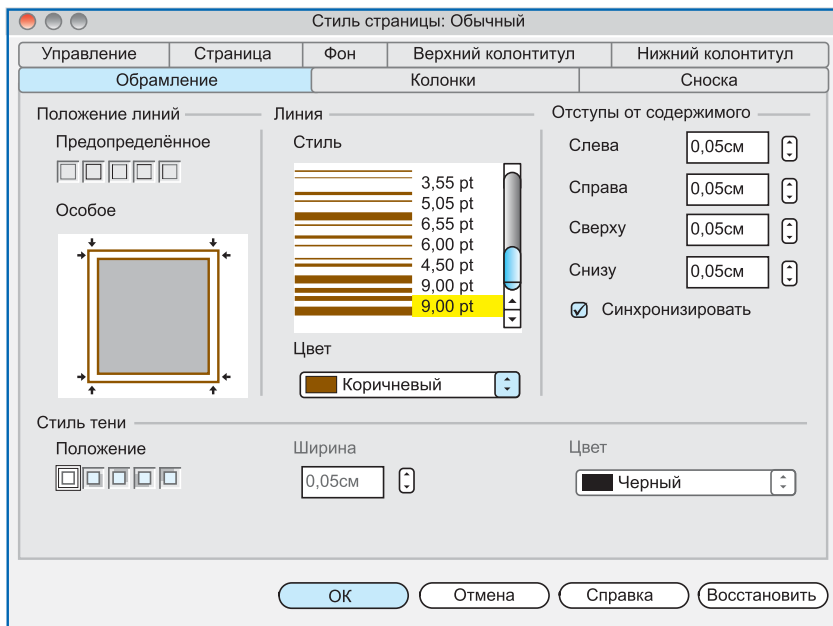 Стиль страницы: Обычный
Управление Страница Фон Верхний колонтитул Нижний колонтитул
Обрамление Колонки Сноска
Положение линий
Предопределённое
Особое
Линия
Стиль
3,55 pt
5,05 pt
6,55 pt
6,00 pt
4,50 pt
9,00 pt
9,00 pt
Цвет
Коричневый
Отступы от содержимого
Слева 0,05см
Справа 0,05см
Сверху 0,05см
Снизу 0,05см
Синхронизировать
Стиль тени
Положение Ширина Цвет
0,05см Черный
ОК Отмена Справка Восстановить